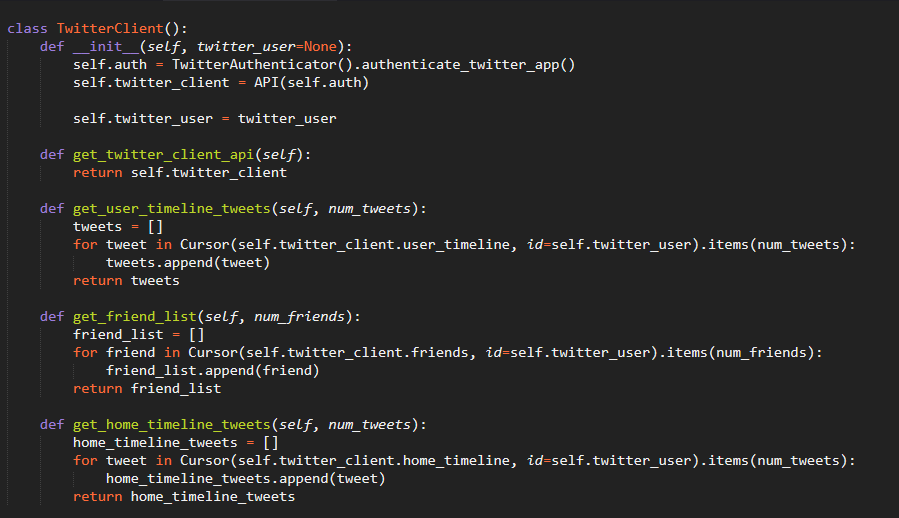 class TwitterClient():
    def __init__(self, twitter_user=None):
        self.auth = TwitterAuthenticator().authenticate_twitter_app()
        self.twitter_client = API(self.auth)

        self.twitter_user = twitter_user

    def get_twitter_client_api(self):
        return self.twitter_client

    def get_user_timeline_tweets(self, num_tweets):
        tweets = []
        for tweet in Cursor(self.twitter_client.user_timeline, id=self.twitter_user).items(num_tweets):
            tweets.append(tweet)
        return tweets

    def get_friend_list(self, num_friends):
        friend_list = []
        for friend in Cursor(self.twitter_client.friends, id=self.twitter_user).items(num_friends):
            friend_list.append(friend)
        return friend_list

    def get_home_timeline_tweets(self, num_tweets):
        home_timeline_tweets = []
        for tweet in Cursor(self.twitter_client.home_timeline, id=self.twitter_user).items(num_tweets):
            home_timeline_tweets.append(tweet)
        return home_timeline_tweets